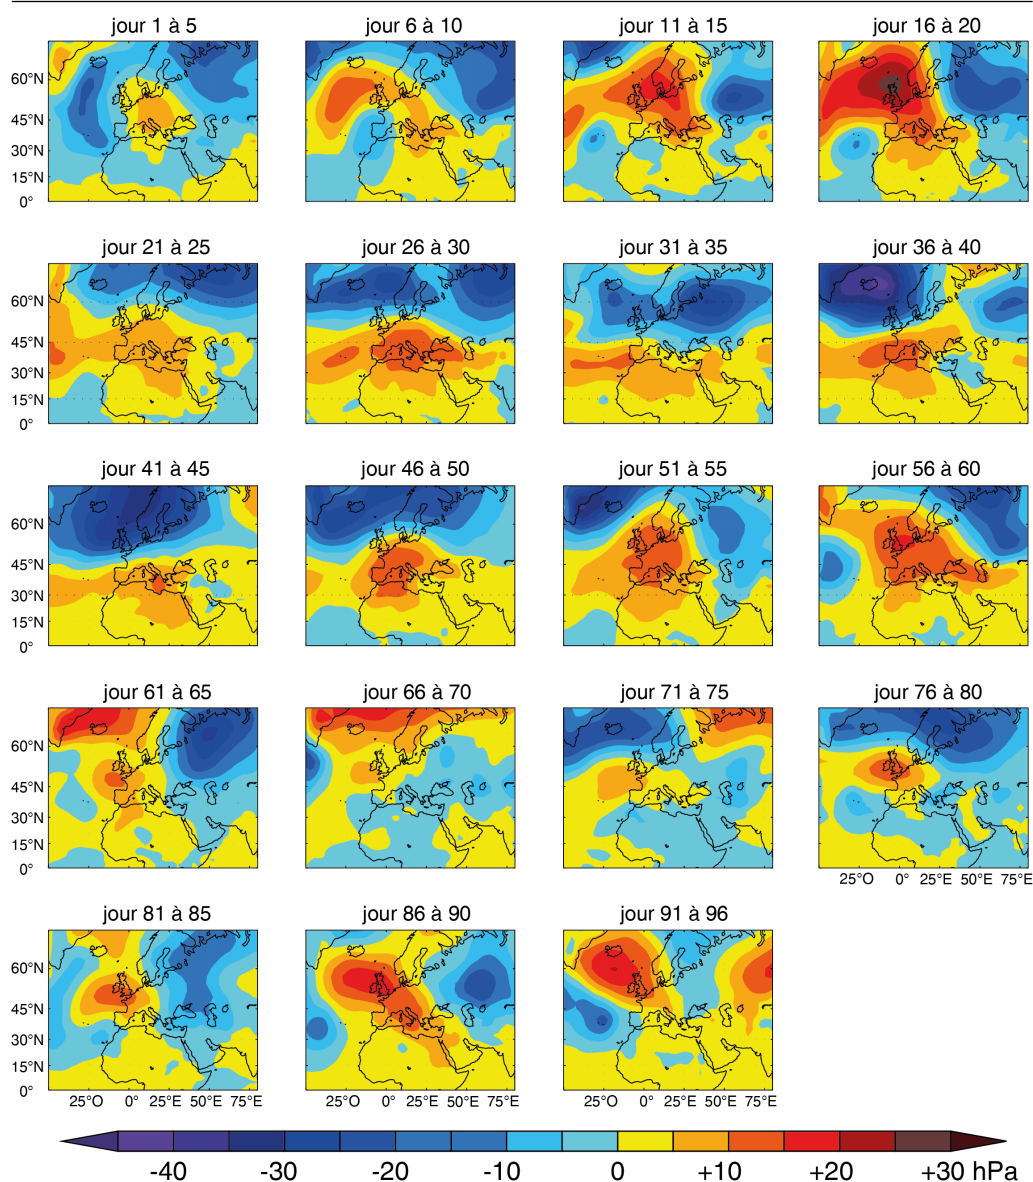 jour 1 à 5 jour 6 à 10 jour 11 à 15 jour 16 à 20
60°N
45°N
30°N
15°N
0°
jour 21 à 25 jour 26 à 30 jour 31 à 35 jour 36 à 40
60°N
45°N
30°N
15°N
0°
jour 41 à 45 jour 46 à 50 jour 51 à 55 jour 56 à 60
60°N
45°N
30°N
15°N
0°
jour 61 à 65 jour 66 à 70 jour 71 à 75 jour 76 à 80
60°N
45°N
30°N
15°N
0°
25°O 0° 25°E 50°E 75°E
jour 81 à 85 jour 86 à 90 jour 91 à 96
60°N
45°N
30°N
15°N
0°
25°O 0° 25°E 50°E 75°E 25°O 0° 25°E 50°E 75°E 25°O 0° 25°E 50°E 75°E
-40 -30 -20 -10 0 +10 +20 +30 hPa